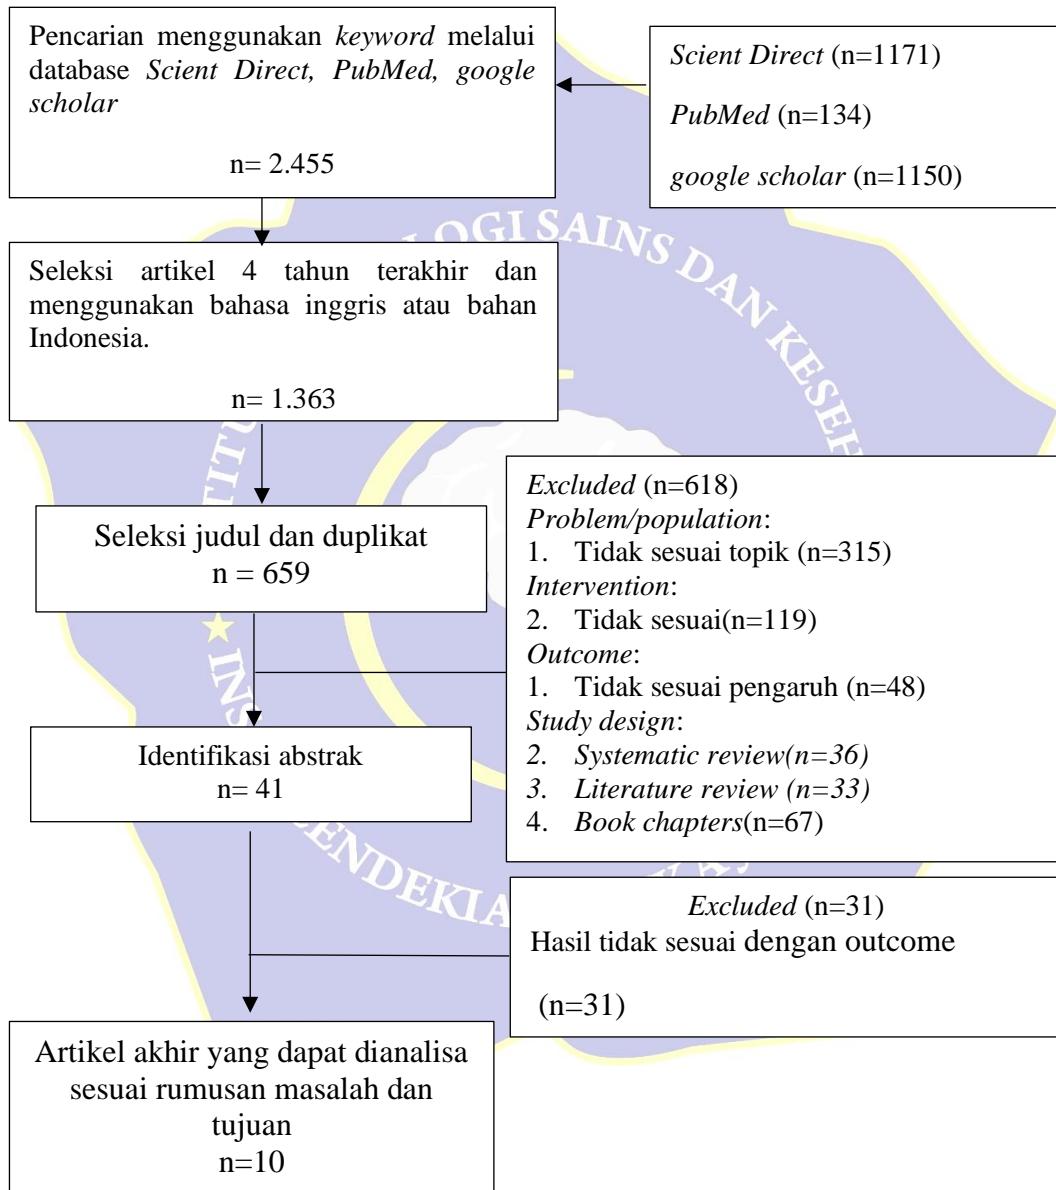 Pencarian menggunakan keyword melalui
database Scient Direct, PubMed, google
scholar
n= 2.455
Scient Direct (n=1171)
PubMed (n=134)
google scholar (n=1150)
Seleksi artikel 4 tahun terakhir dan
menggunakan bahasa inggris atau bahan
Indonesia.
n= 1.363
Seleksi judul dan duplikat
n = 659
Excluded (n=618)
Problem/population:
1. Tidak sesuai topik (n=315)
Intervention:
2. Tidak sesuai(n=119)
Outcome:
1. Tidak sesuai pengaruh (n=48)
Study design:
2. Systematic review(n=36)
3. Literature review (n=33)
4. Book chapters(n=67)
Identifikasi abstrak
n= 41
Excluded (n=31)
Hasil tidak sesuai dengan outcome
(n=31)
Artikel akhir yang dapat dianalisa
sesuai rumusan masalah dan
tujuan
n=10
SAINS DAN